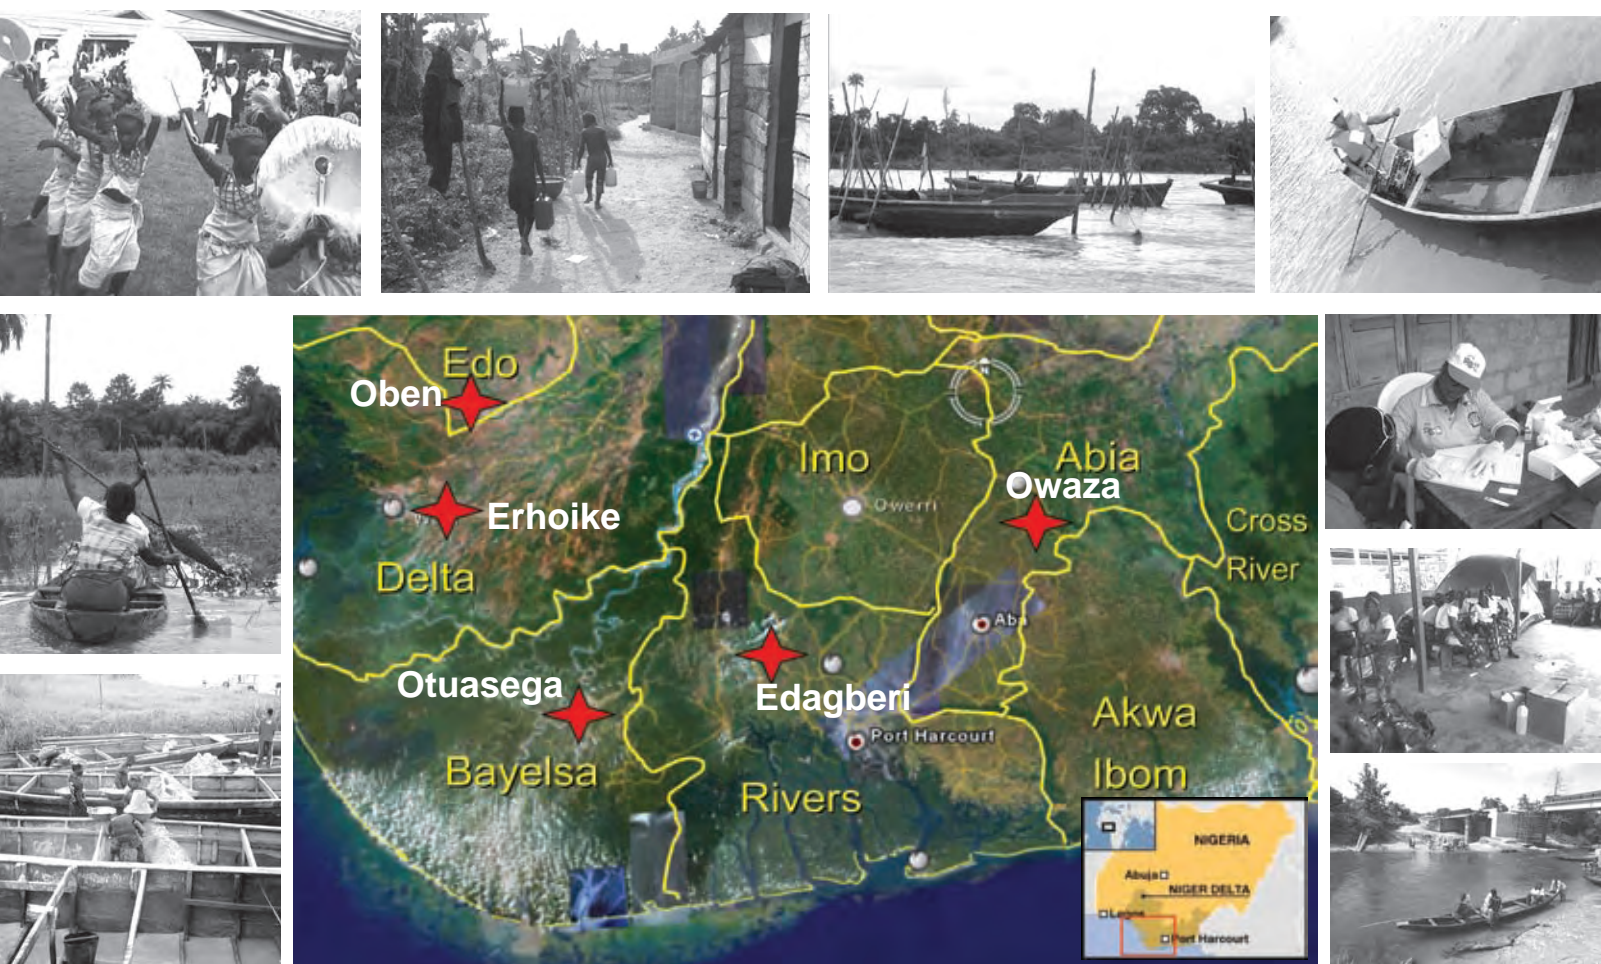 Edo
Oben
Imo
Abia
Owaza
Owerri
Erhoike
Cross
River
Delta
Aba
Otuasega
Edagberi
Akwa
Ibom
Port Harcourt
Bayelsa
Rivers
N
NIGERIA
Abuja
NIGER DELTA
Lagos
Port Harcourt